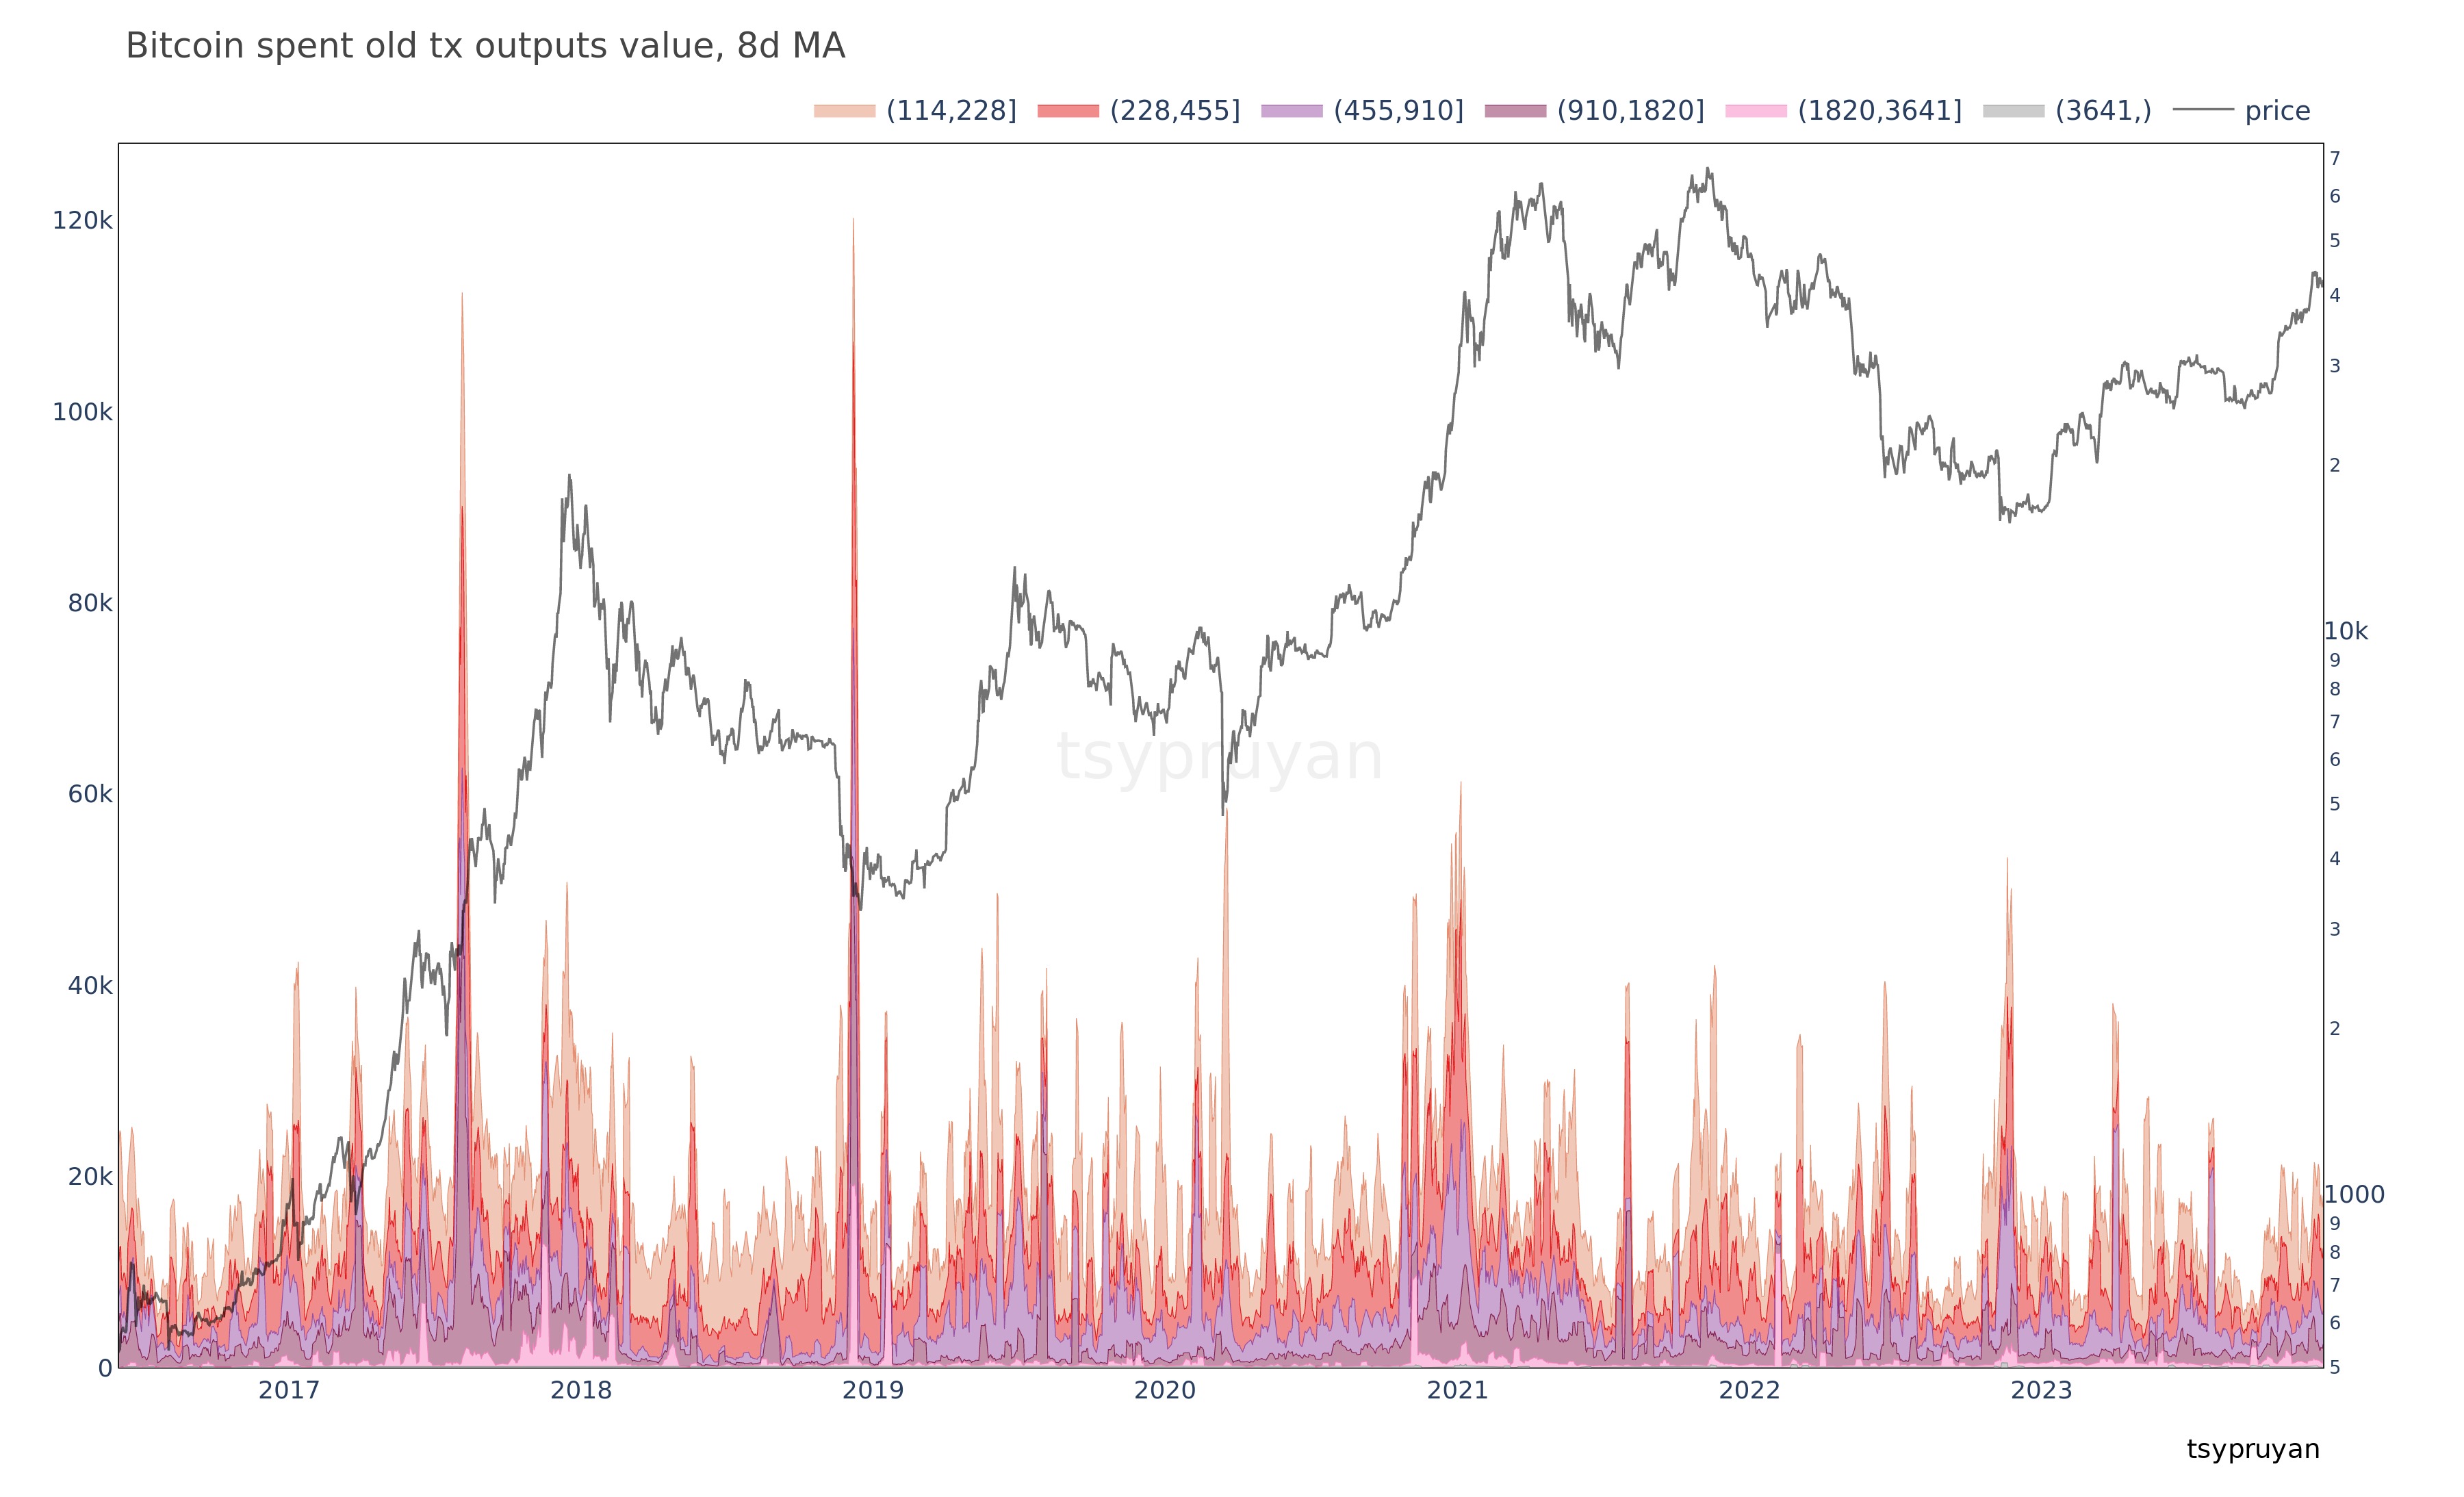 Bitcoin spent old tx outputs value, 8d MA
(114,228] (228,455] (455,910] (910,1820] (1820,3641] (3641,) price
120k
100k
80k
60k
40k
20k
0
7
6
5
4
3
2
10k
9
8
7
6
5
4
3
2
1000
9
8
7
6
5
tsypruyan
2017 2018 2019 2020 2021 2022 2023
tsypruyan